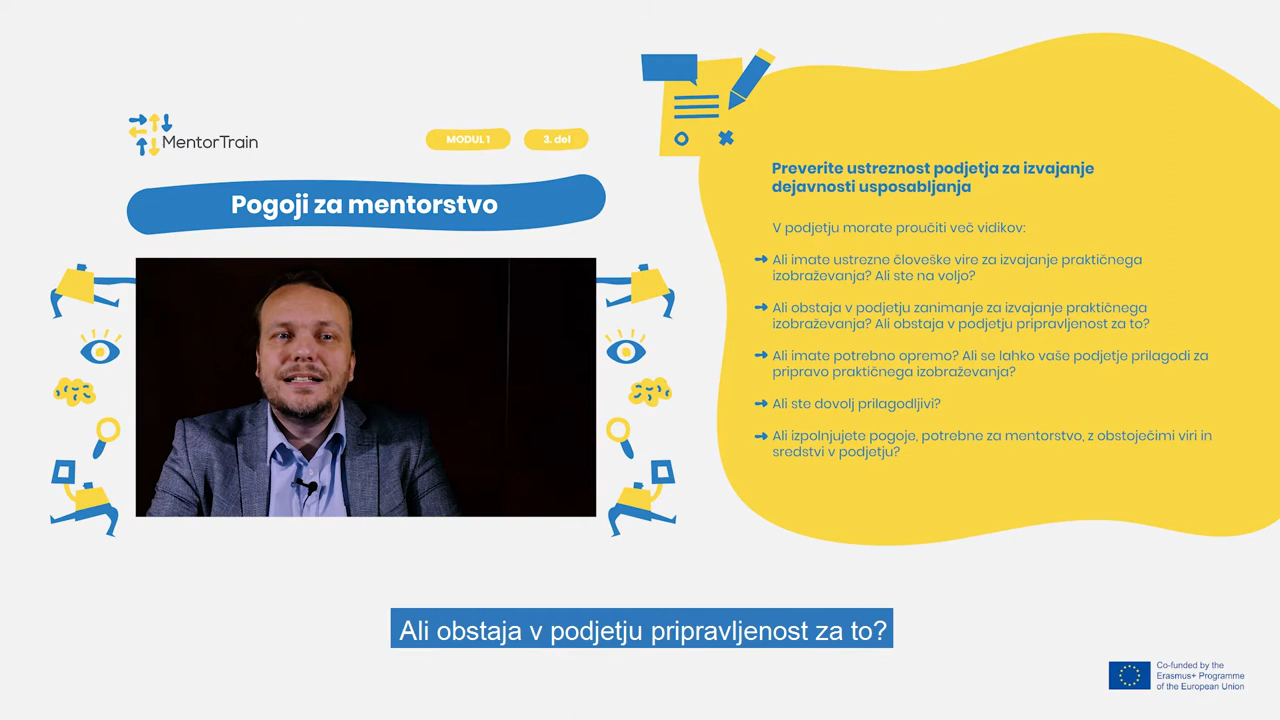 MentorTrain
MODUL 1
3. del
Pogoji za mentorstvo
Preverite ustreznost podjetja za izvajanje
dejavnosti usposabljanja
V podjetju morate proučiti več vidikov:
Ali imate ustrezne človeške vire za izvajanje praktičnega
izobraževanja? Ali ste na voljo?
Ali obstaja v podjetju zanimanje za izvajanje praktičnega
izobraževanja? Ali obstaja v podjetju pripravljenost za to?
Ali imate potrebno opremo? Ali se lahko vaše podjetje prilagodi za
pripravo praktičnega izobraževanja?
Ali ste dovolj prilagodljivi?
Ali izpolnjujete pogoje, potrebne za mentorstvo, z obstoječimi viri in
sredstvi v podjetju?
Ali obstaja v podjetju pripravljenost za to?
Co-funded by the
Erasmus+ Programme
of the European Union